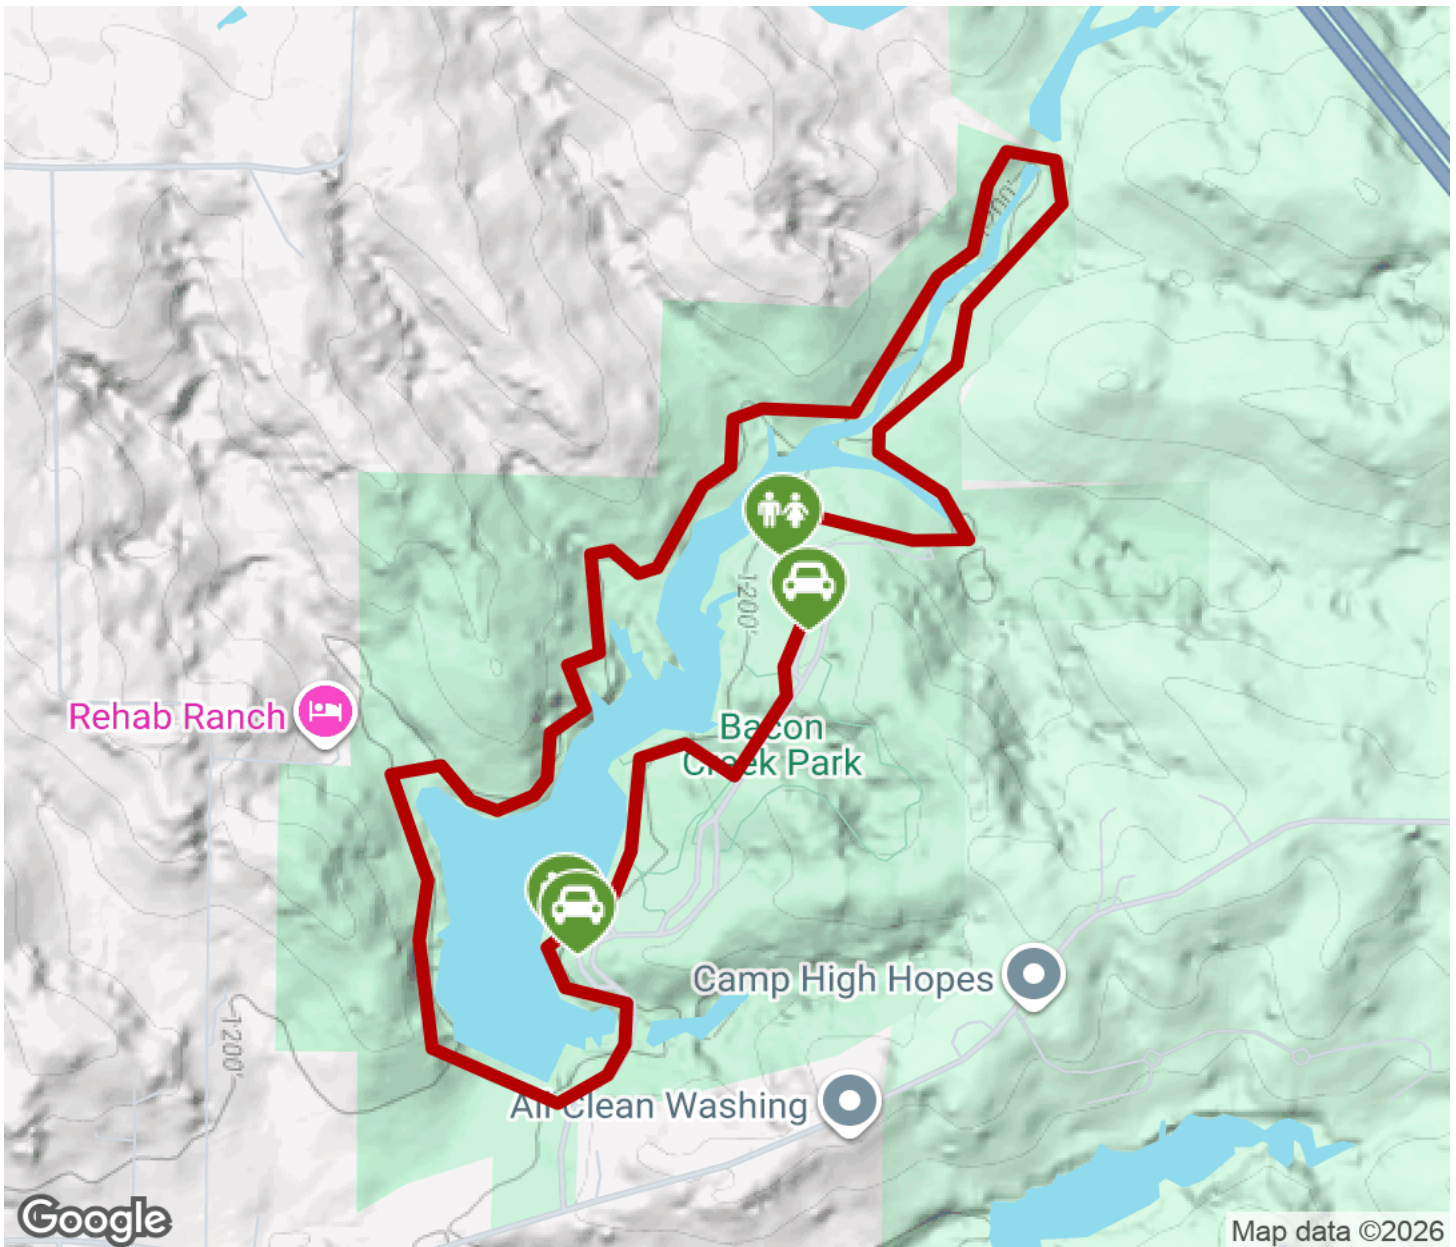 1200'
Rehab Ranch
Bacon
Creek Park
Camp High Hopes
1200'
All Clean Washing
Google
Map data ©2026